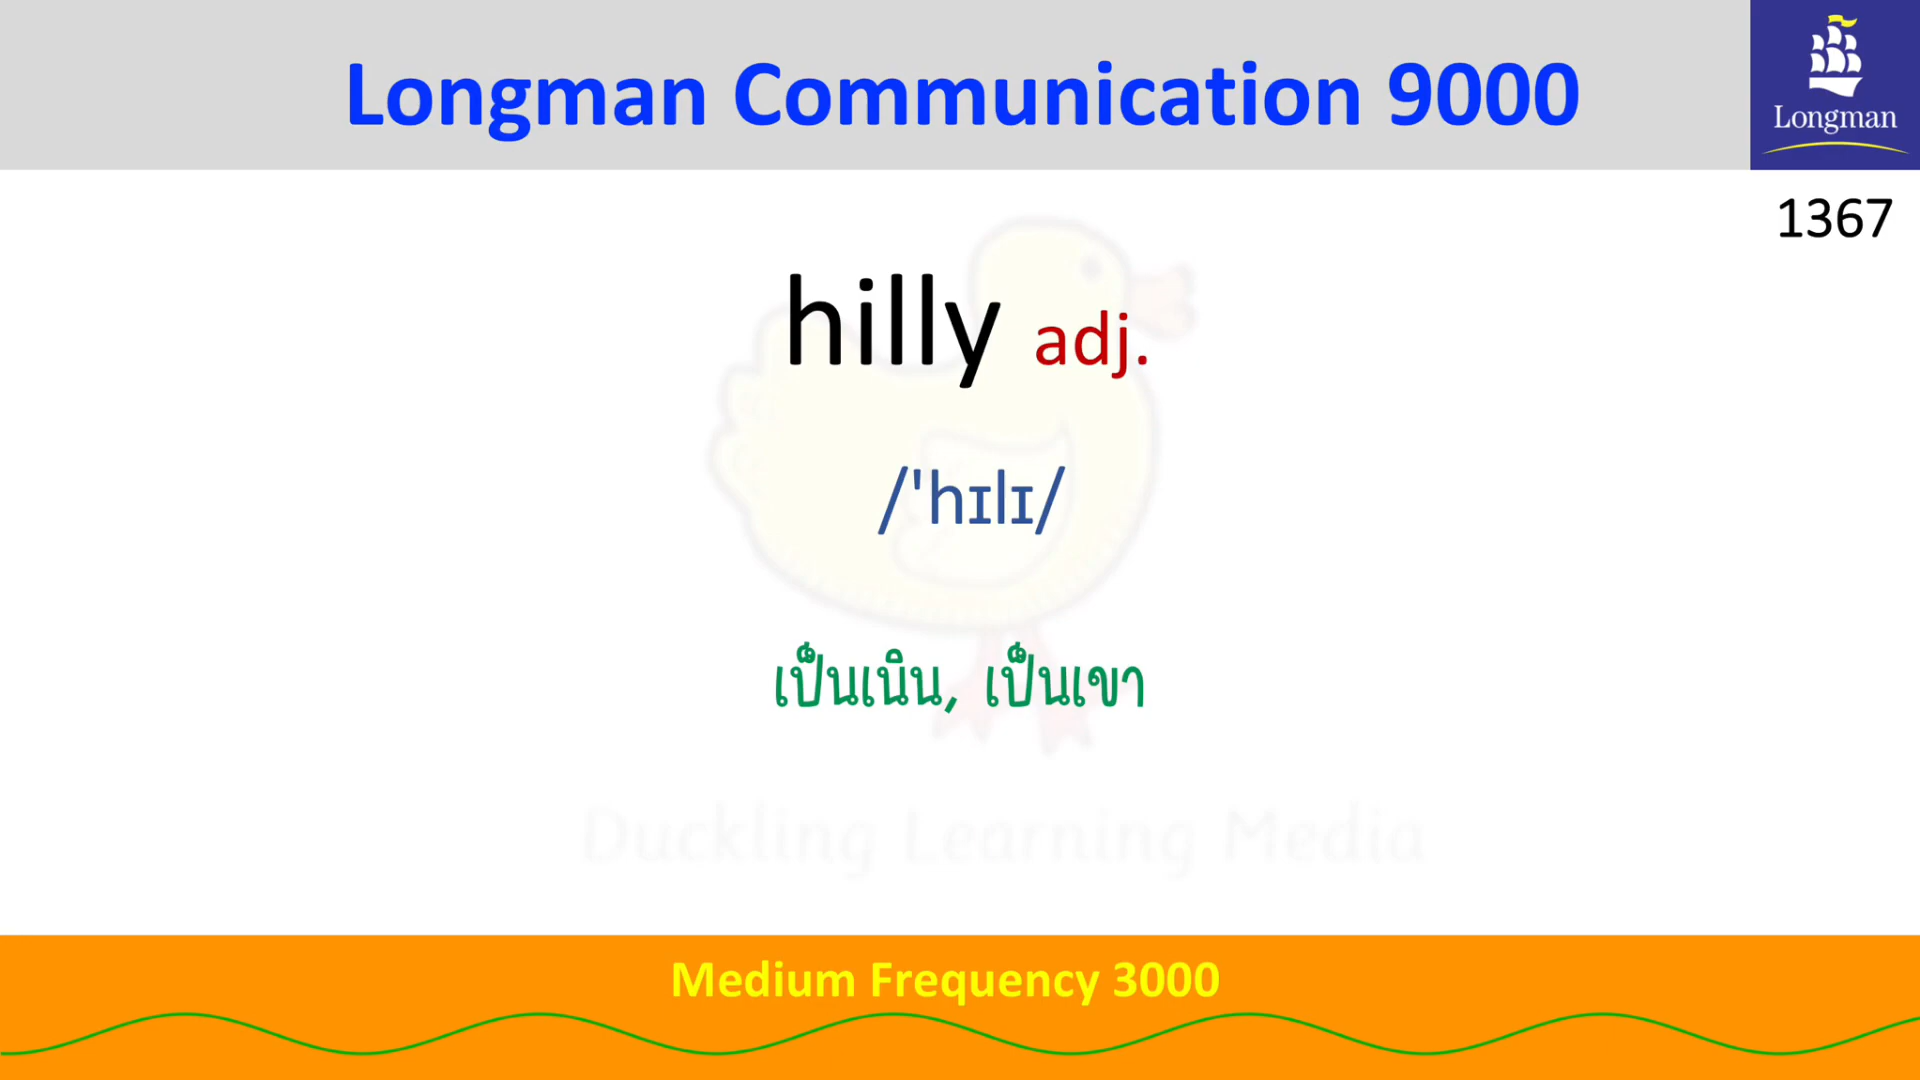 Longman Communication 9000
Longman
1367
hilly adj.
/'hɪlɪ/
เป็นเนิน, เป็นเขา
Duckling Learning Media
Medium Frequency 3000